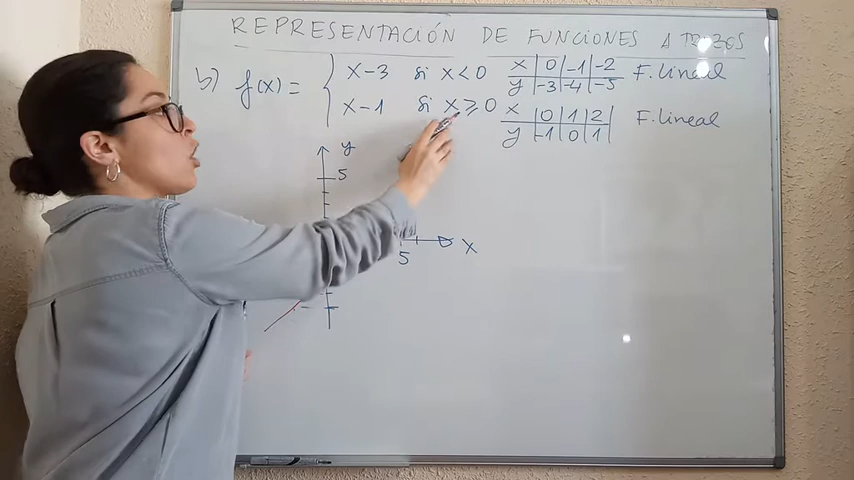 REPRESENTACIÓN DE FUNCIONES A TROZOS
b) f(x) = { x-3 si x<0
x-1 si x≥0
x | 0 | -1 | -2
y | -3 | -4 | -5
F. lineal
x | 0 | 1 | 2
y | -1 | 0 | 1
F. lineal
y
5
x
5